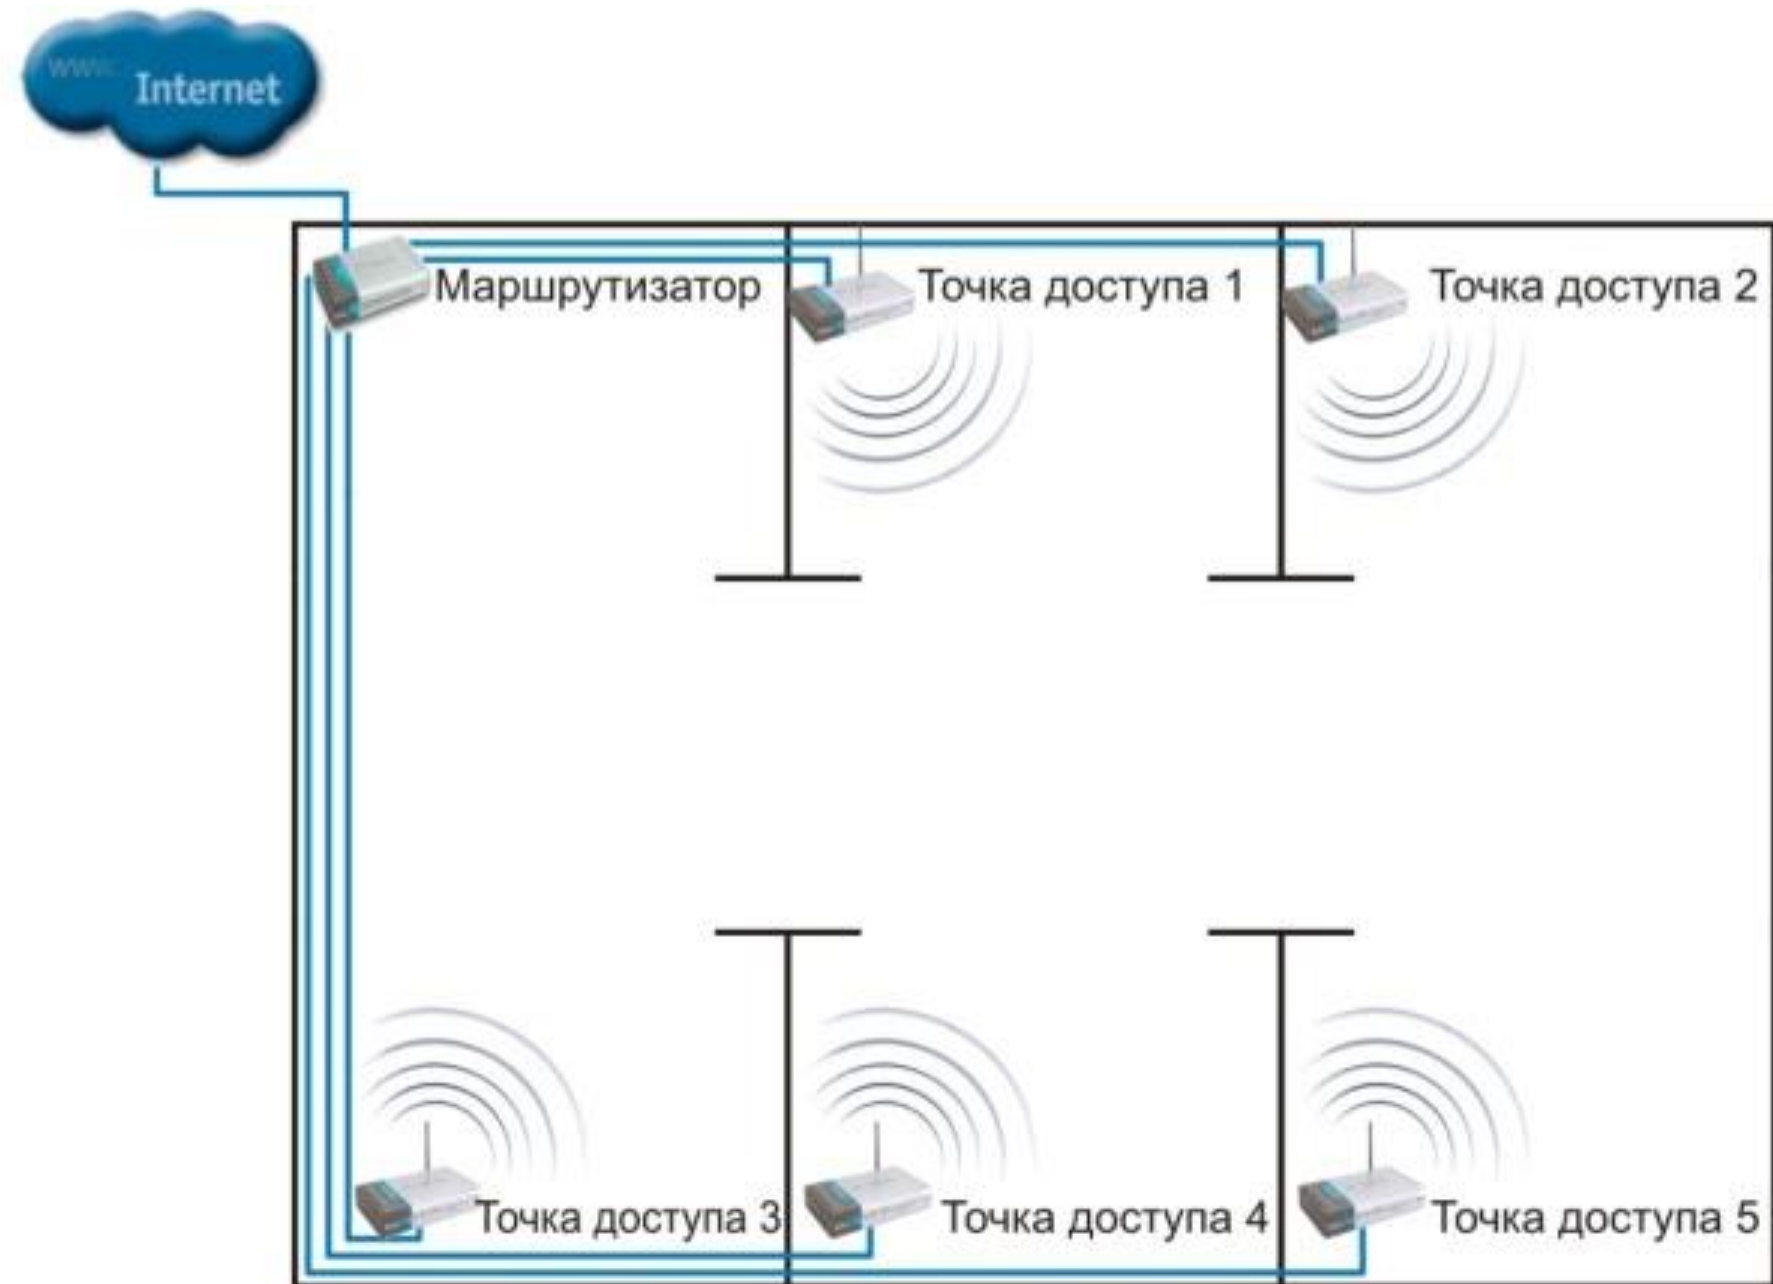 www.
Internet
Маршрутизатор
Точка доступа 1
Точка доступа 2
Точка доступа 3
Точка доступа 4
Точка доступа 5